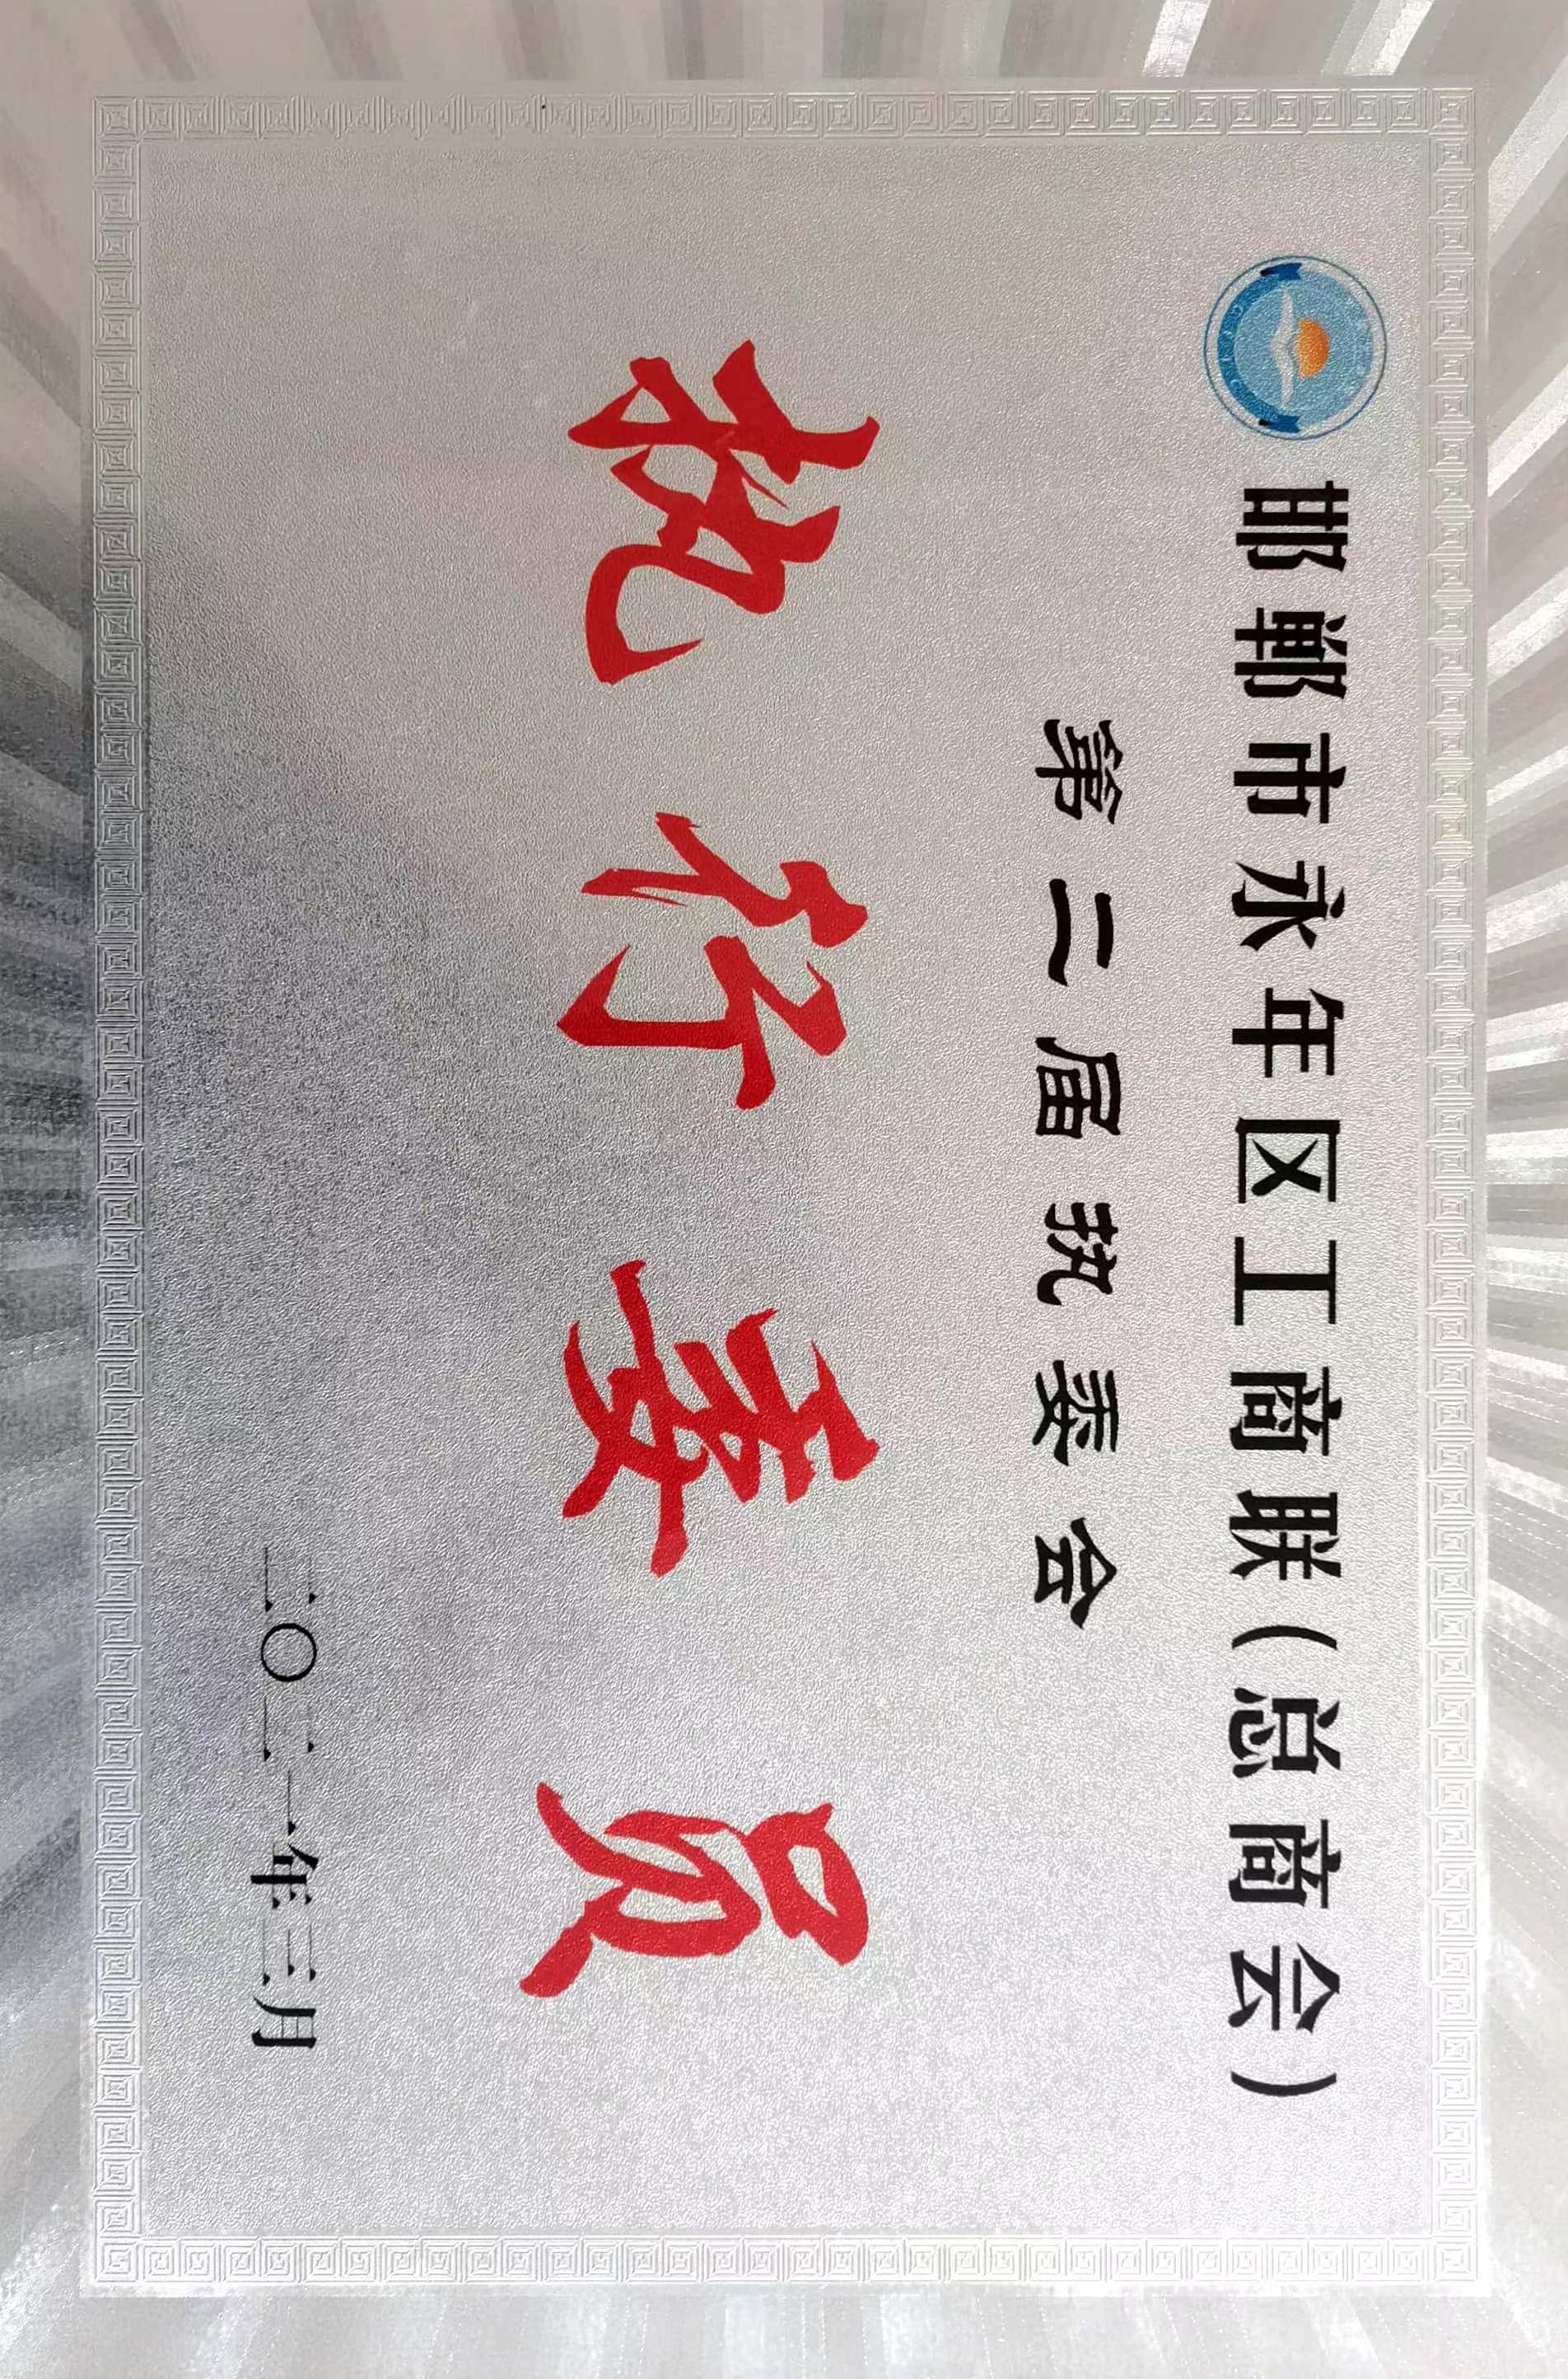 邯郸市永年区工商联(总商会)
第二届执委会
执行委员
二〇二一年三月